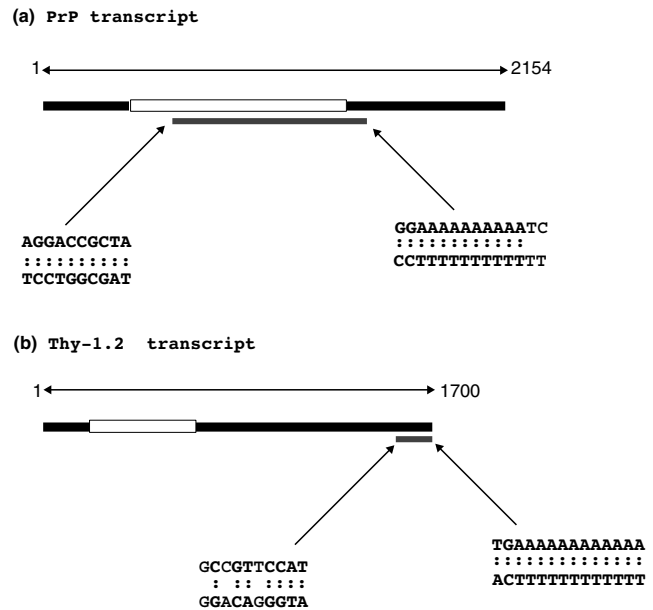 (a) PrP transcript
1 2154
AGGACCGCTA
::::::::::
TCCTGGCGAT
GGAAAAAAAAAATC
::::::::::::
CCTTTTTTTTTTTT
(b) Thy-1.2 transcript
1 1700
GCCGTTCCAT
: :: ::::
GGACAGGGTA
TGAAAAAAAAAAAA
::::::::::::::
ACTTTTTTTTTTTT